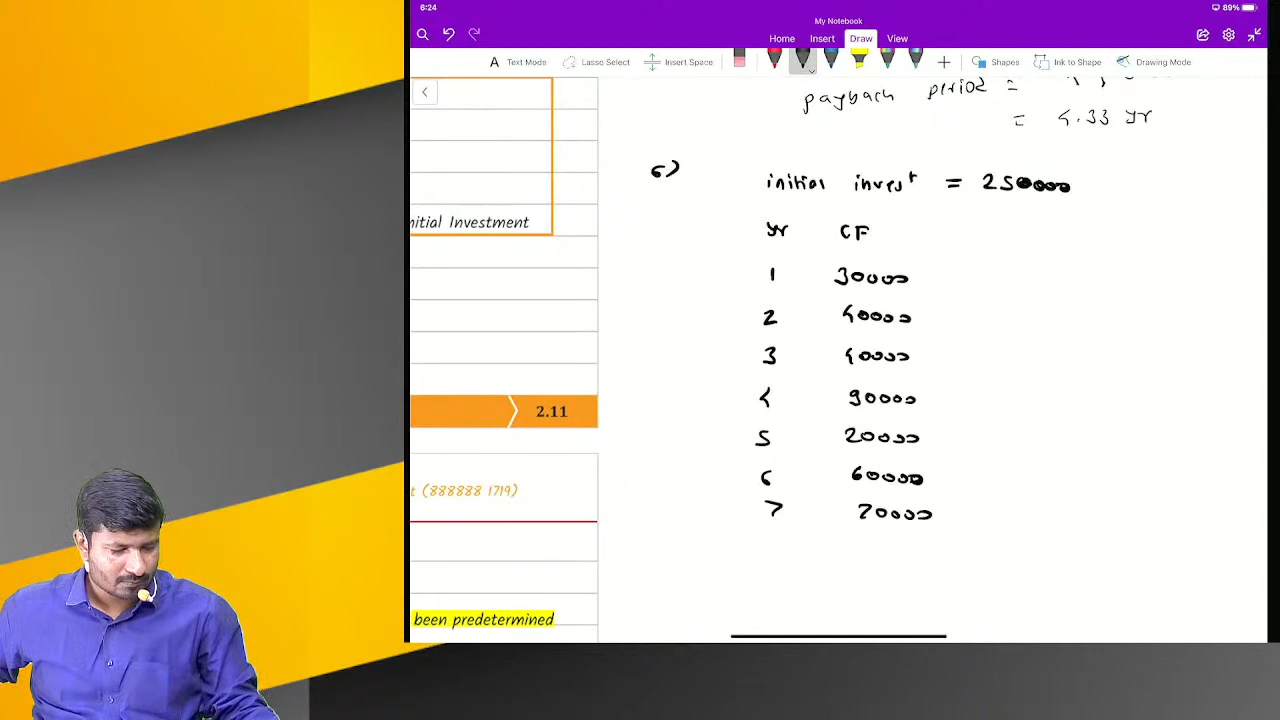 6:24
89%
My Notebook
Home Insert Draw View
A Text Mode Lasso Select Insert Space Shapes Ink to Shape Drawing Mode
payback period =
= 4.33 yr
6) initial invest = 250000
nitial Investment
yr CF
1 30000
2 40000
3 40000
4 30000
5 20000
6 60000
7 70000
2.11
t (888888 1719)
been predetermined